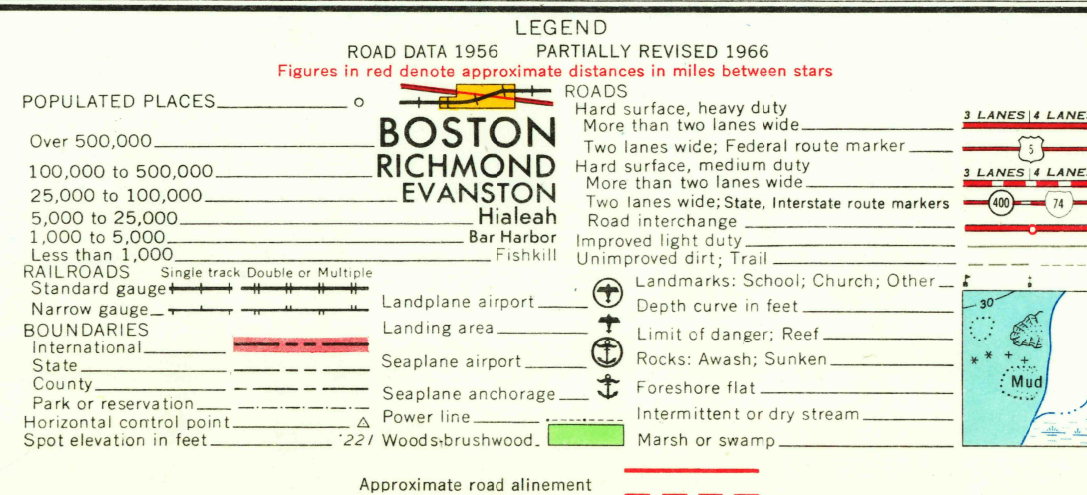 LEGEND
ROAD DATA 1956 PARTIALLY REVISED 1966
Figures in red denote approximate distances in miles between stars
POPULATED PLACES
Over 500,000 BOSTON
100,000 to 500,000 RICHMOND
25,000 to 100,000 EVANSTON
5,000 to 25,000 Hialeah
1,000 to 5,000 Bar Harbor
Less than 1,000 Fishkill
RAILROADS Single track Double or Multiple
Standard gauge
Narrow gauge
BOUNDARIES
International
State
County
Park or reservation
Horizontal control point
Spot elevation in feet 221
Landplane airport
Landing area
Seaplane airport
Seaplane anchorage
Power line
Woods-brushwood
ROADS
Hard surface, heavy duty
More than two lanes wide 3 LANES 4 LANE
Two lanes wide; Federal route marker 5
Hard surface, medium duty
More than two lanes wide 3 LANES 4 LANE
Two lanes wide; State, Interstate route markers 400 74
Road interchange
Improved light duty
Unimproved dirt; Trail
Landmarks: School; Church; Other
Depth curve in feet 30
Limit of danger; Reef
Rocks: Awash; Sunken
Foreshore flat Mud
Intermittent or dry stream
Marsh or swamp
Approximate road alinement